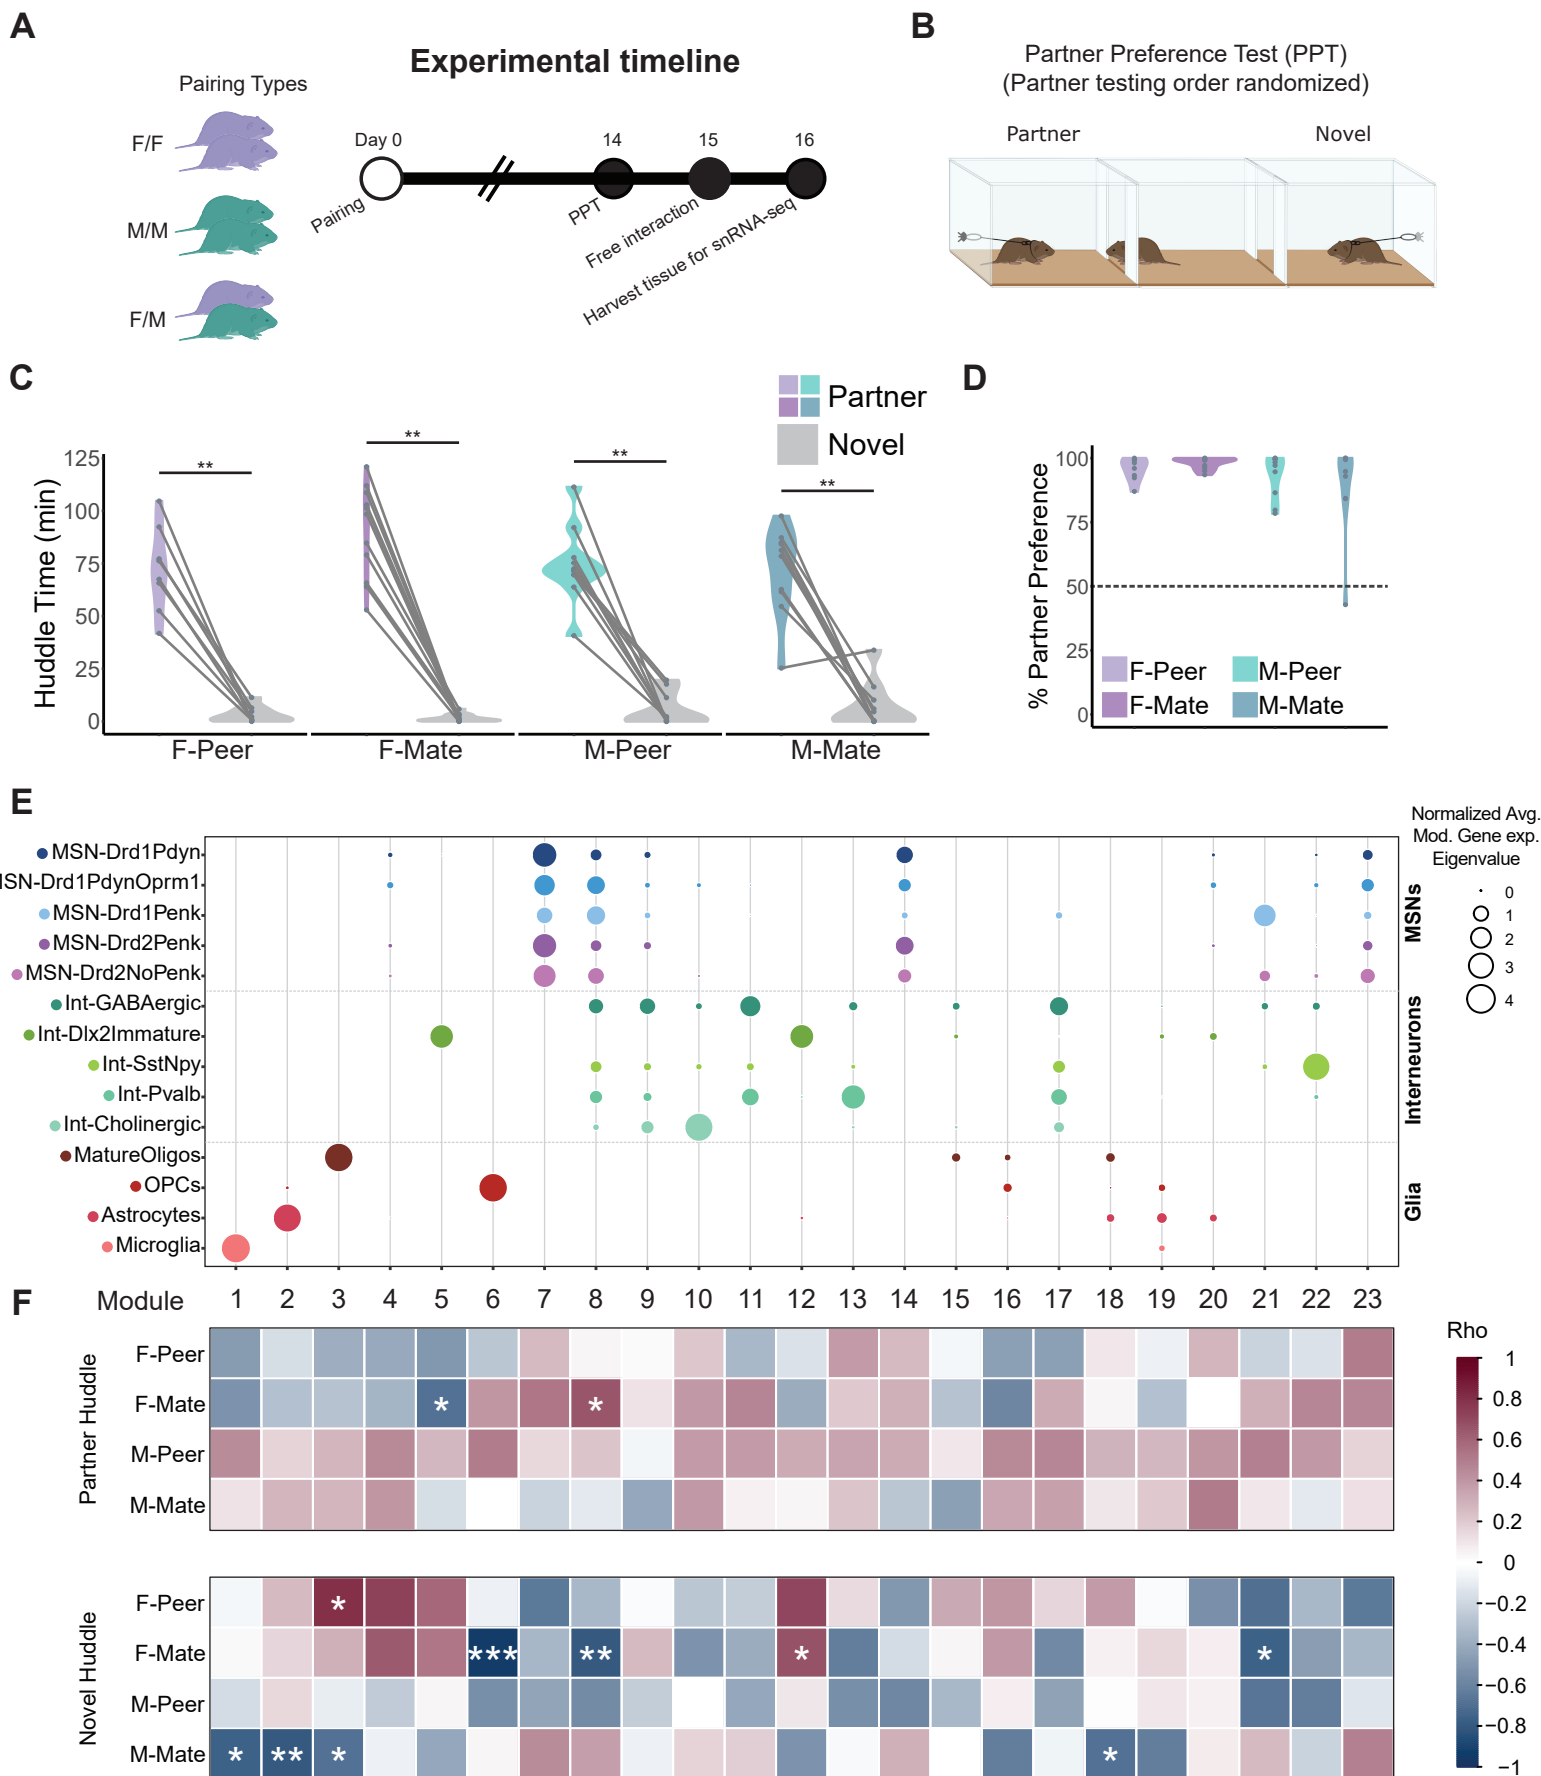 A
Experimental timeline
Pairing Types
F/F
M/M
F/M
Day 0
14
15
16
Pairing
PPT
Free interaction
Harvest tissue for snRNA-seq
B
Partner Preference Test (PPT)
(Partner testing order randomized)
Partner
Novel
C
Partner
Novel
Huddle Time (min)
125
100
75
50
25
0
**
**
**
**
F-Peer
F-Mate
M-Peer
M-Mate
D
% Partner Preference
100
75
50
25
0
F-Peer
M-Peer
F-Mate
M-Mate
E
MSN-Drd1Pdyn
MSN-Drd1PdynOprm1
MSN-Drd1Penk
MSN-Drd2Penk
MSN-Drd2NoPenk
Int-GABAergic
Int-Dlx2Immature
Int-SstNpy
Int-Pvalb
Int-Cholinergic
MatureOligos
OPCs
Astrocytes
Microglia
MSNs
Interneurons
Glia
Normalized Avg.
Mod. Gene exp.
Eigenvalue
0
1
2
3
4
F
Module 1 2 3 4 5 6 7 8 9 10 11 12 13 14 15 16 17 18 19 20 21 22 23
Partner Huddle
F-Peer
F-Mate * *
M-Peer
M-Mate
Novel Huddle
F-Peer *
F-Mate *** ** * *
M-Peer
M-Mate * ** * *
Rho
1
0.8
0.6
0.4
0.2
0
−0.2
−0.4
−0.6
−0.8
−1